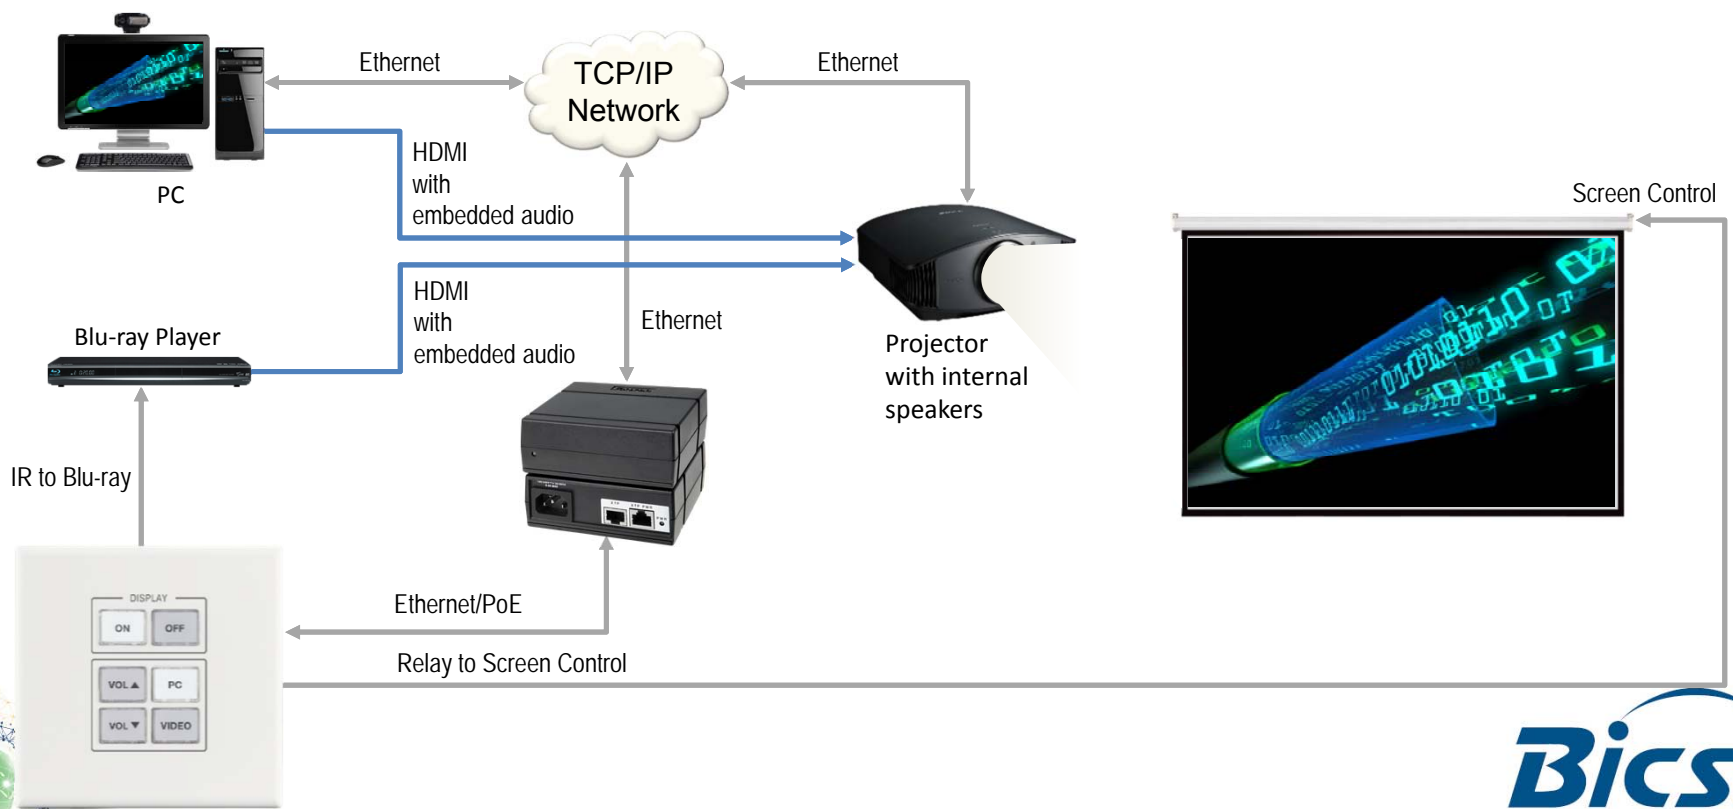 Ethernet
TCP/IP
Network
Ethernet
PC
HDMI
with
embedded audio
Screen Control
HDMI
with
embedded audio
Ethernet
Blu-ray Player
Projector
with internal
speakers
IR to Blu-ray
Ethernet/PoE
Relay to Screen Control
DISPLAY
ON OFF
VOL▲ PC
VOL▼ VIDEO
Bics